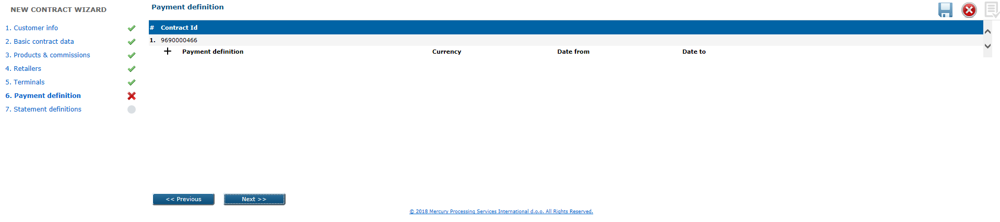 NEW CONTRACT WIZARD
1. Customer info
2. Basic contract data
3. Products & commissions
4. Retailers
5. Terminals
6. Payment definition
7. Statement definitions
Payment definition
# Contract Id
1. 9690000466
Payment definition Currency Date from Date to
<< Previous Next >>
© 2018 Mercury Processing Services International d.o.o. All Rights Reserved.